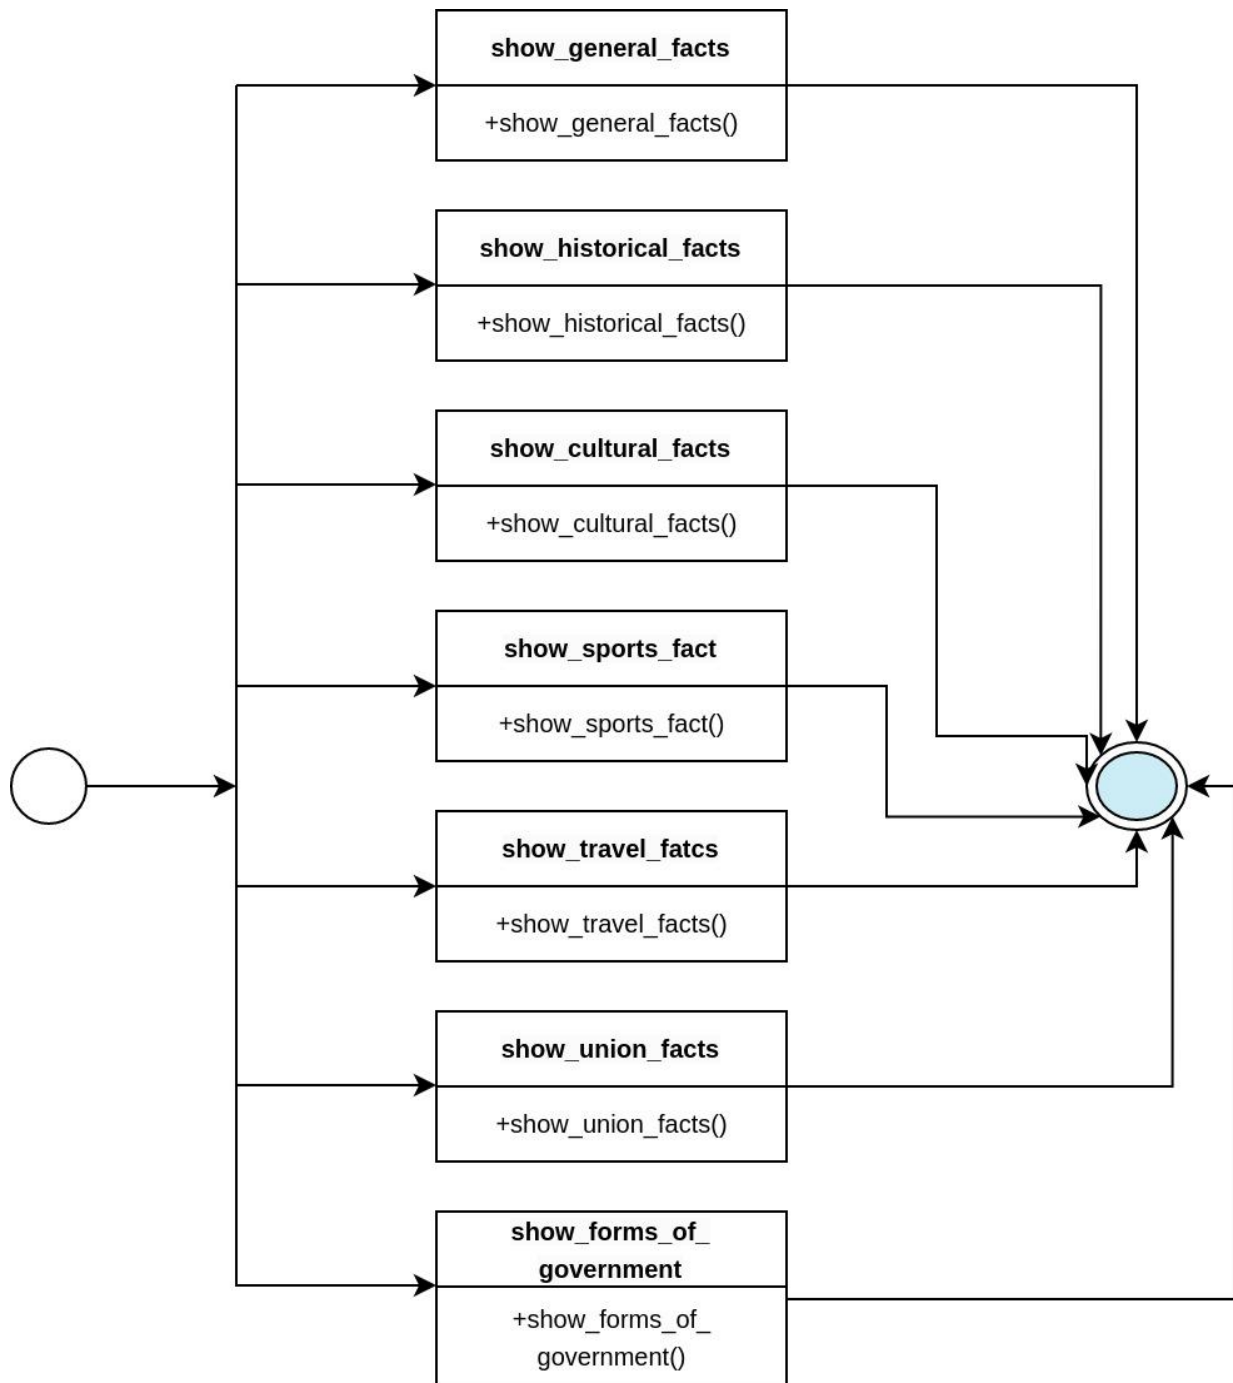 show_general_facts
+show_general_facts()
show_historical_facts
+show_historical_facts()
show_cultural_facts
+show_cultural_facts()
show_sports_fact
+show_sports_fact()
show_travel_fatcs
+show_travel_facts()
show_union_facts
+show_union_facts()
show_forms_of_
government
+show_forms_of_
government()